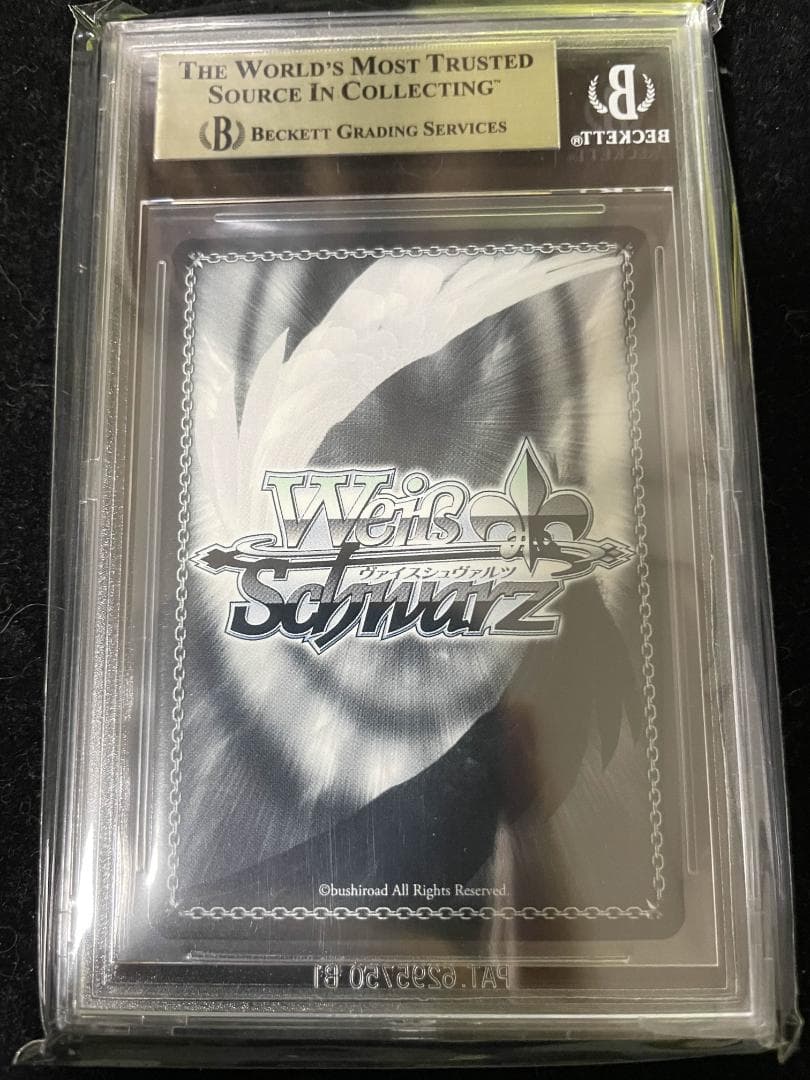 THE WORLD'S MOST TRUSTED
SOURCE IN COLLECTING™
B BECKETT GRADING SERVICES
B
BECKETT®
Weiß
ヴァイスシュヴァルツ
Schwarz
©bushiroad All Rights Reserved.
PAT. 6295750 B1